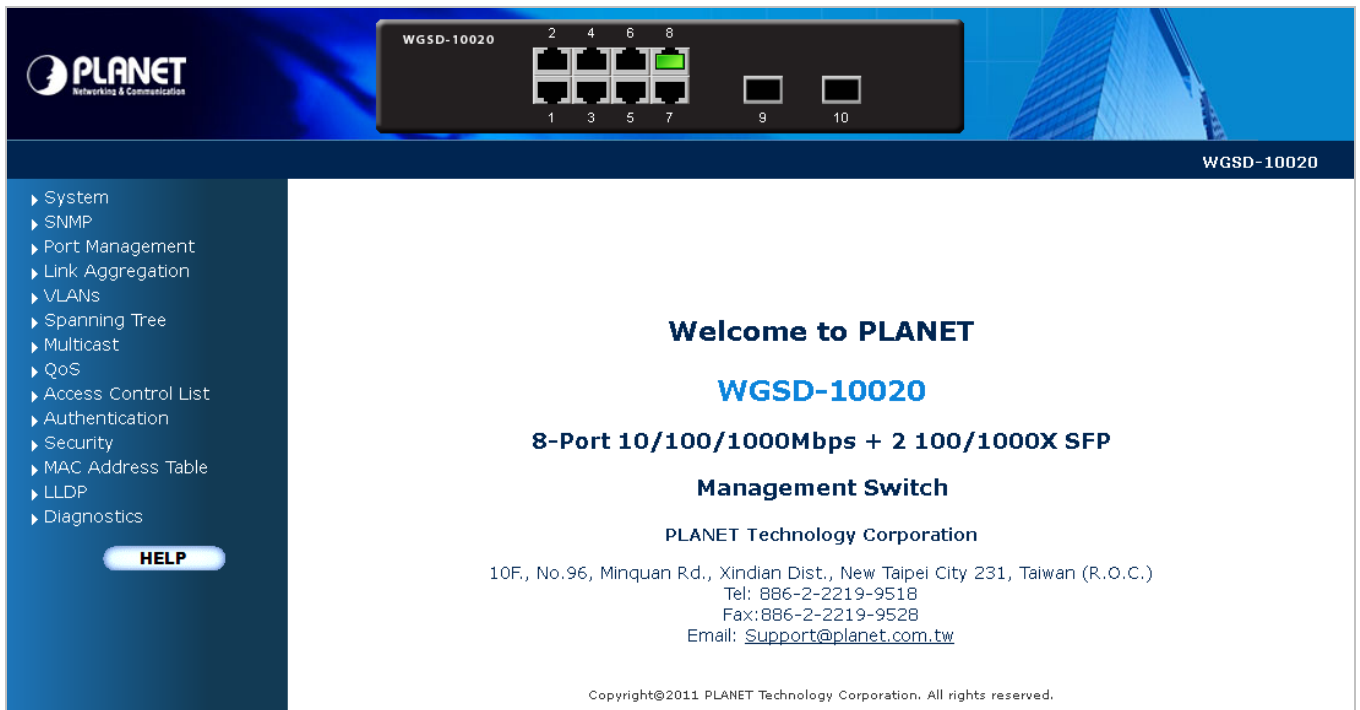 PLANET
Networking & Communication
WGSD-10020
2 4 6 8
1 3 5 7 9 10
WGSD-10020
System
SNMP
Port Management
Link Aggregation
VLANs
Spanning Tree
Multicast
QoS
Access Control List
Authentication
Security
MAC Address Table
LLDP
Diagnostics
HELP
Welcome to PLANET
WGSD-10020
8-Port 10/100/1000Mbps + 2 100/1000X SFP
Management Switch
PLANET Technology Corporation
10F., No.96, Minquan Rd., Xindian Dist., New Taipei City 231, Taiwan (R.O.C.)
Tel: 886-2-2219-9518
Fax:886-2-2219-9528
Email: Support@planet.com.tw
Copyright@2011 PLANET Technology Corporation. All rights reserved.